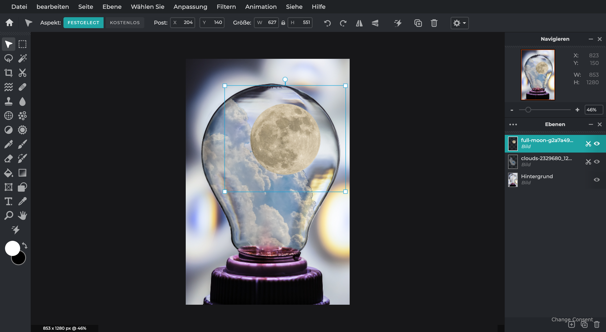 Datei bearbeiten Seite Ebene Wählen Sie Anpassung Filtern Animation Siehe Hilfe
Aspekt: FESTGELEGT KOSTENLOS Post: X: 204 Y: 140 Größe: W: 627 H: 551
Navigieren
X: 823
Y: 150
W: 853
H: 1280
46%
Ebenen
full-moon-g2a7a49...
Bild
clouds-2329680_12...
Bild
Hintergrund
Bild
Change Consent
853 x 1280 px @ 46%